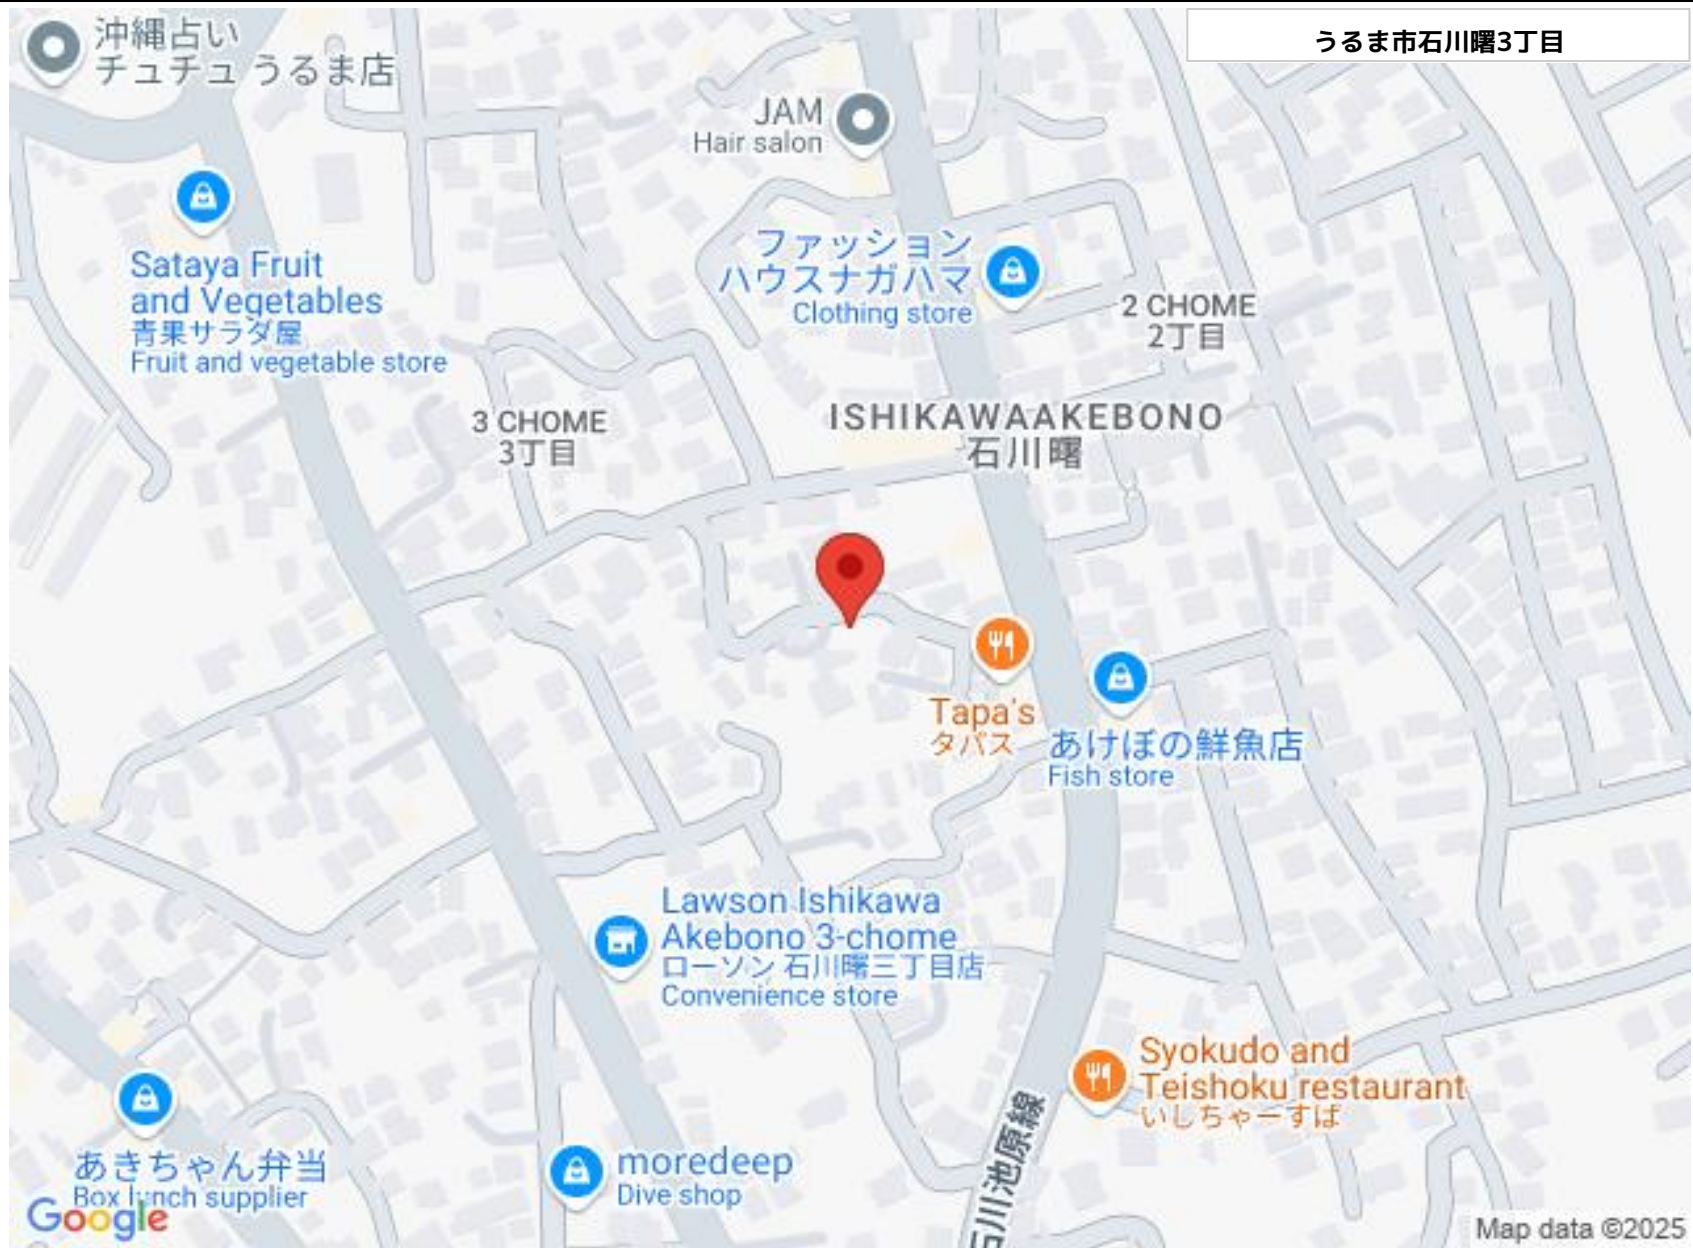 沖縄占い
チュチュ うるま店
うるま市石川曙3丁目
JAM
Hair salon
Sataya Fruit
and Vegetables
青果サラダ屋
Fruit and vegetable store
ファッション
ハウスナガハマ
Clothing store
2 CHOME
2丁目
3 CHOME
3丁目
ISHIKAWAAKEBONO
石川曙
Tapa's
タパス
あけぼの鮮魚店
Fish store
Lawson Ishikawa
Akebono 3-chome
ローソン 石川曙三丁目店
Convenience store
Syokudo and
Teishoku restaurant
いしちゃーすば
石川池原線
あきちゃん弁当
Box lunch supplier
moredeep
Dive shop
Google
Map data ©2025